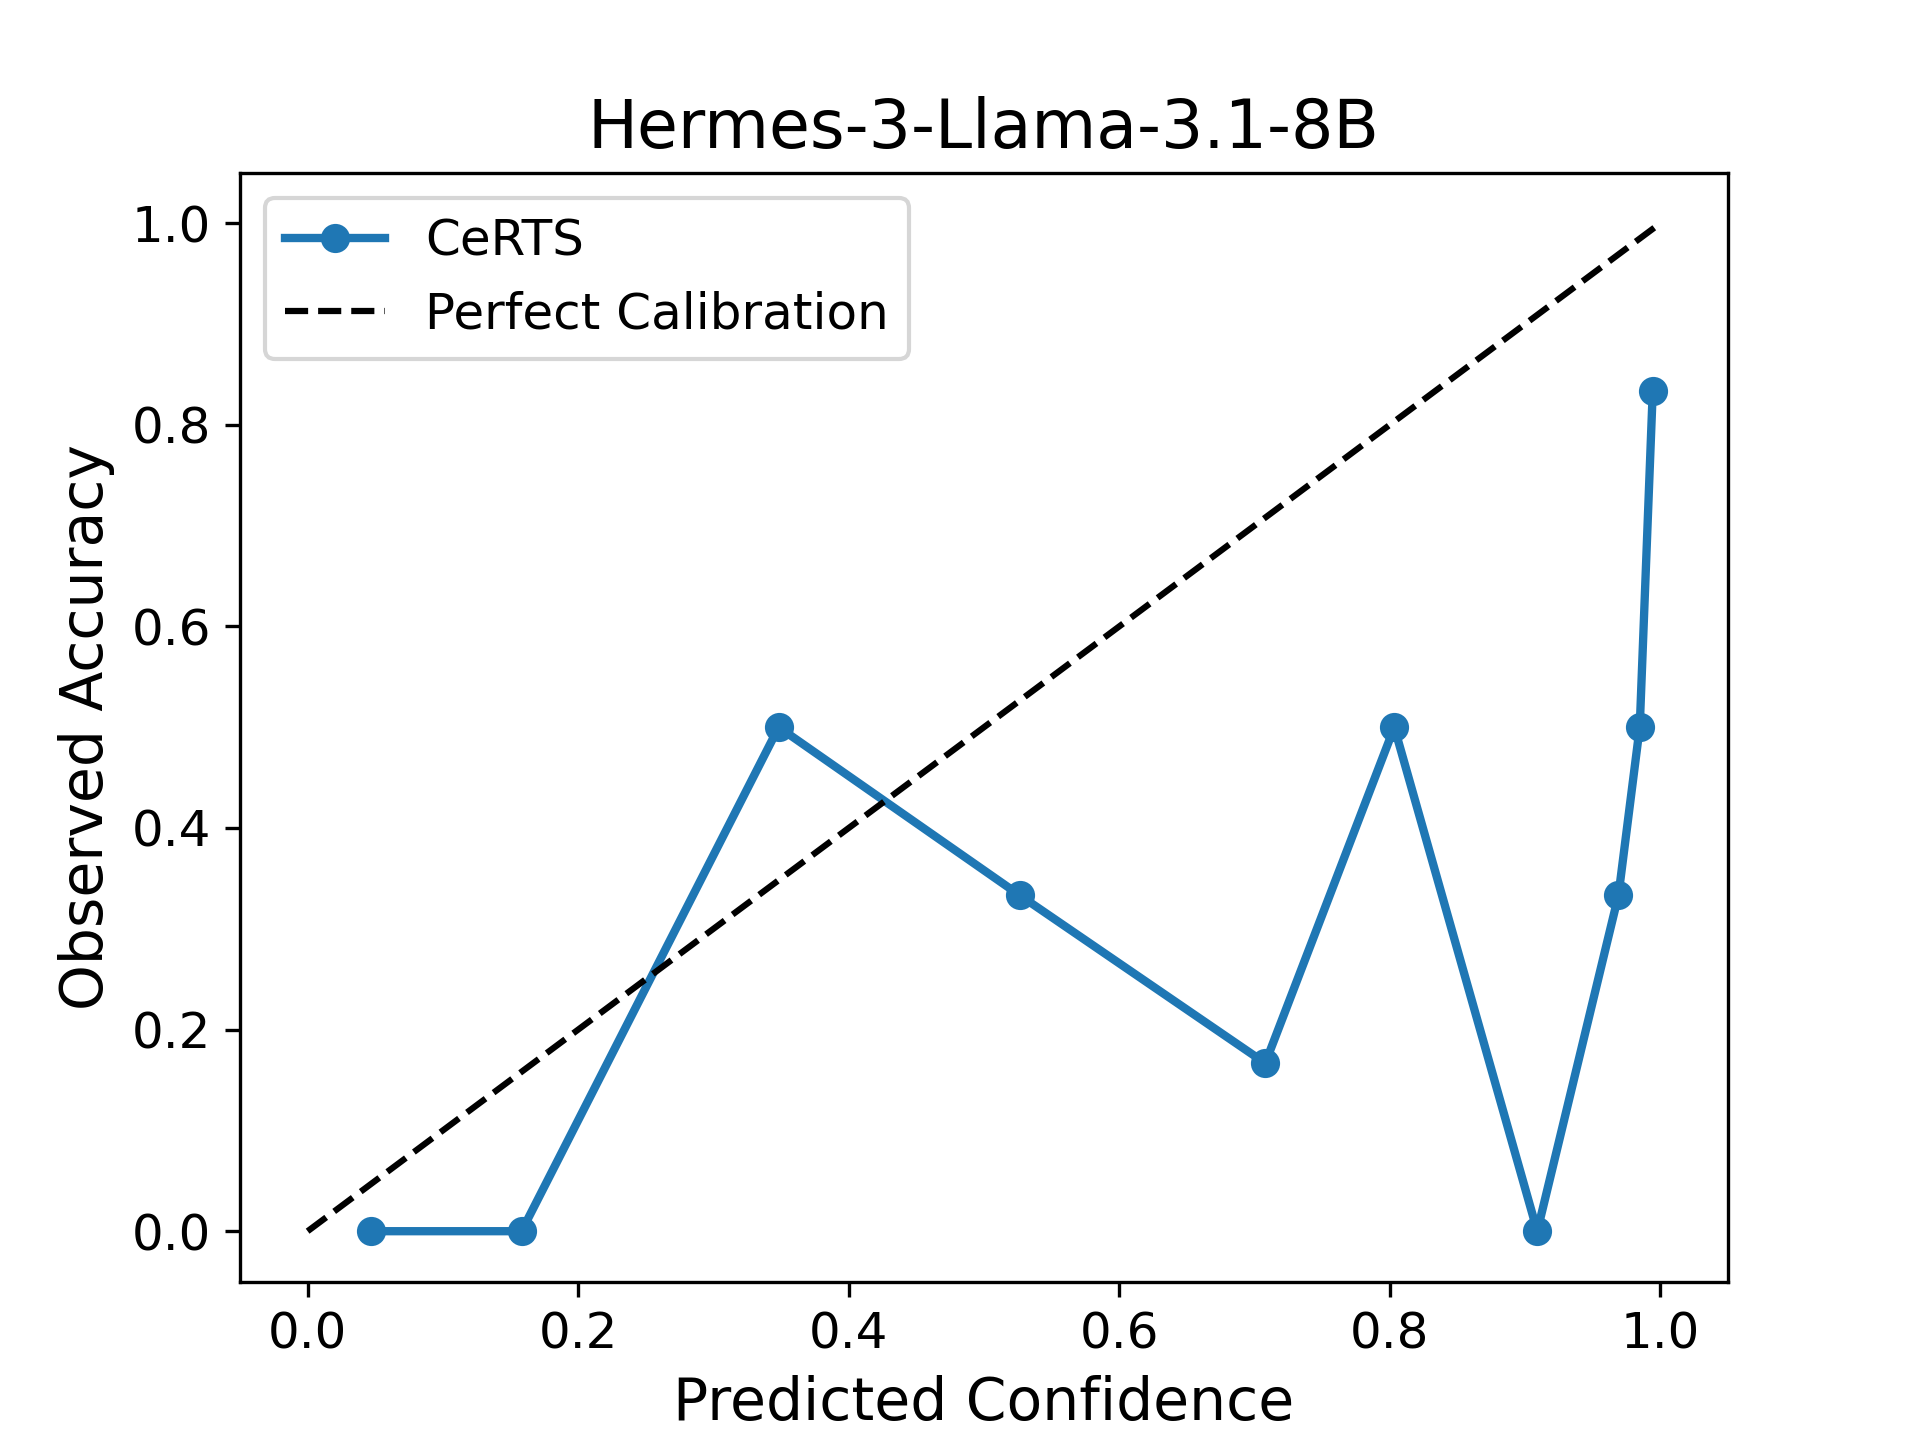 Hermes-3-Llama-3.1-8B
CeRTS
Perfect Calibration
1.0
0.8
0.6
0.4
0.2
0.0
Observed Accuracy
0.0 0.2 0.4 0.6 0.8 1.0
Predicted Confidence